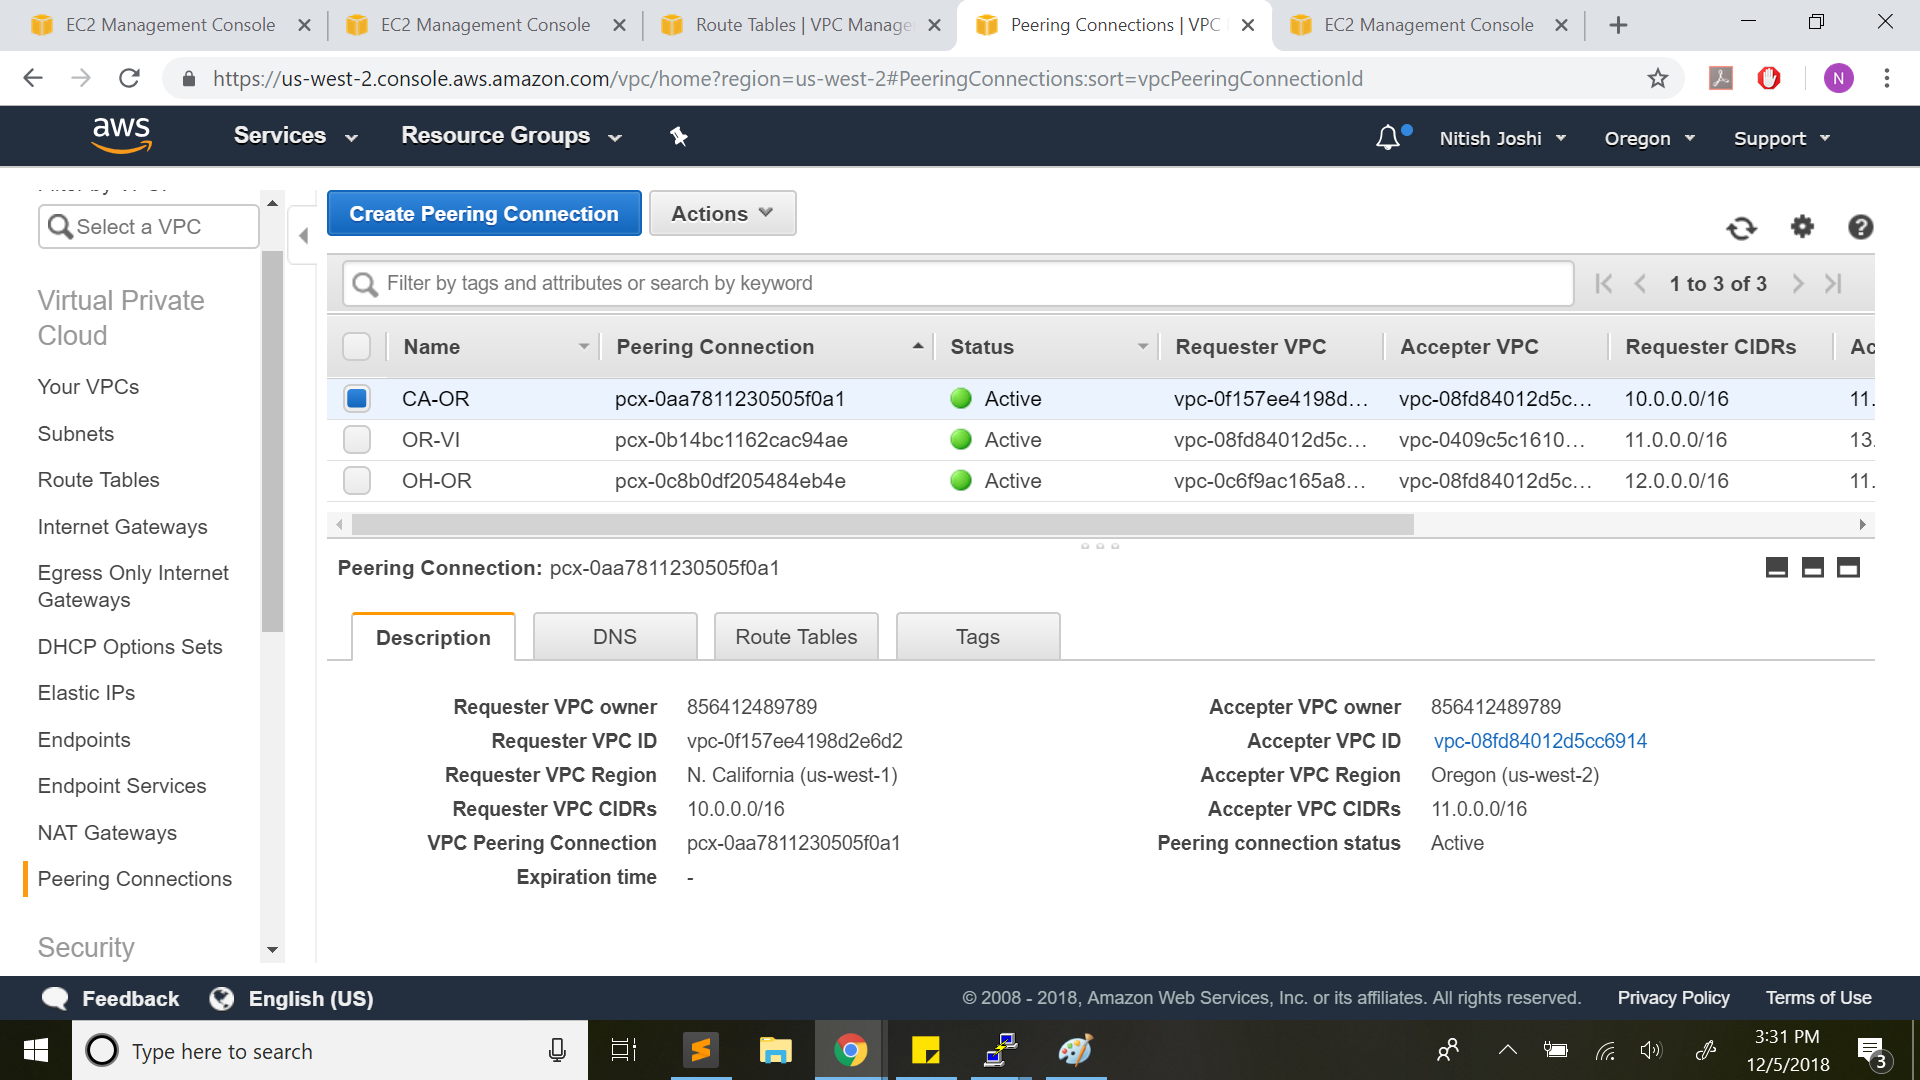 EC2 Management Console
EC2 Management Console
Route Tables | VPC Manage
Peering Connections | VPC
EC2 Management Console
https://us-west-2.console.aws.amazon.com/vpc/home?region=us-west-2#PeeringConnections:sort=vpcPeeringConnectionId
N
aws
Services
Resource Groups
Nitish Joshi
Oregon
Support
Select a VPC
Virtual Private
Cloud
Your VPCs
Subnets
Route Tables
Internet Gateways
Egress Only Internet
Gateways
DHCP Options Sets
Elastic IPs
Endpoints
Endpoint Services
NAT Gateways
Peering Connections
Security
Create Peering Connection
Actions
Filter by tags and attributes or search by keyword
1 to 3 of 3
Name Peering Connection Status Requester VPC Accepter VPC Requester CIDRs Ac
CA-OR pcx-0aa7811230505f0a1 Active vpc-0f157ee4198d... vpc-08fd84012d5c... 10.0.0.0/16 11.
OR-VI pcx-0b14bc1162cac94ae Active vpc-08fd84012d5c... vpc-0409c5c1610... 11.0.0.0/16 13.
OH-OR pcx-0c8b0df205484eb4e Active vpc-0c6f9ac165a8... vpc-08fd84012d5c... 12.0.0.0/16 11.
Peering Connection: pcx-0aa7811230505f0a1
Description
DNS
Route Tables
Tags
Requester VPC owner 856412489789
Requester VPC ID vpc-0f157ee4198d2e6d2
Requester VPC Region N. California (us-west-1)
Requester VPC CIDRs 10.0.0.0/16
VPC Peering Connection pcx-0aa7811230505f0a1
Expiration time -
Accepter VPC owner 856412489789
Accepter VPC ID vpc-08fd84012d5cc6914
Accepter VPC Region Oregon (us-west-2)
Accepter VPC CIDRs 11.0.0.0/16
Peering connection status Active
Feedback
English (US)
© 2008 - 2018, Amazon Web Services, Inc. or its affiliates. All rights reserved.
Privacy Policy
Terms of Use
Type here to search
3:31 PM
12/5/2018
3